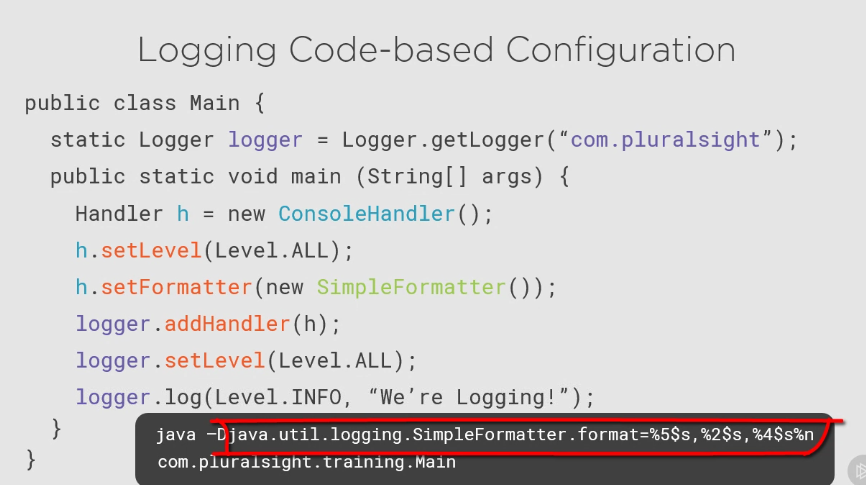 Logging Code-based Configuration
public class Main {
static Logger logger = Logger.getLogger(“com.pluralsight”);
public static void main (String[] args) {
Handler h = new ConsoleHandler();
h.setLevel(Level.ALL);
h.setFormatter(new SimpleFormatter());
logger.addHandler(h);
logger.setLevel(Level.ALL);
logger.log(Level.INFO, “We’re Logging!”);
}
}
java –Djava.util.logging.SimpleFormatter.format=%5$s,%2$s,%4$s%n
com.pluralsight.training.Main